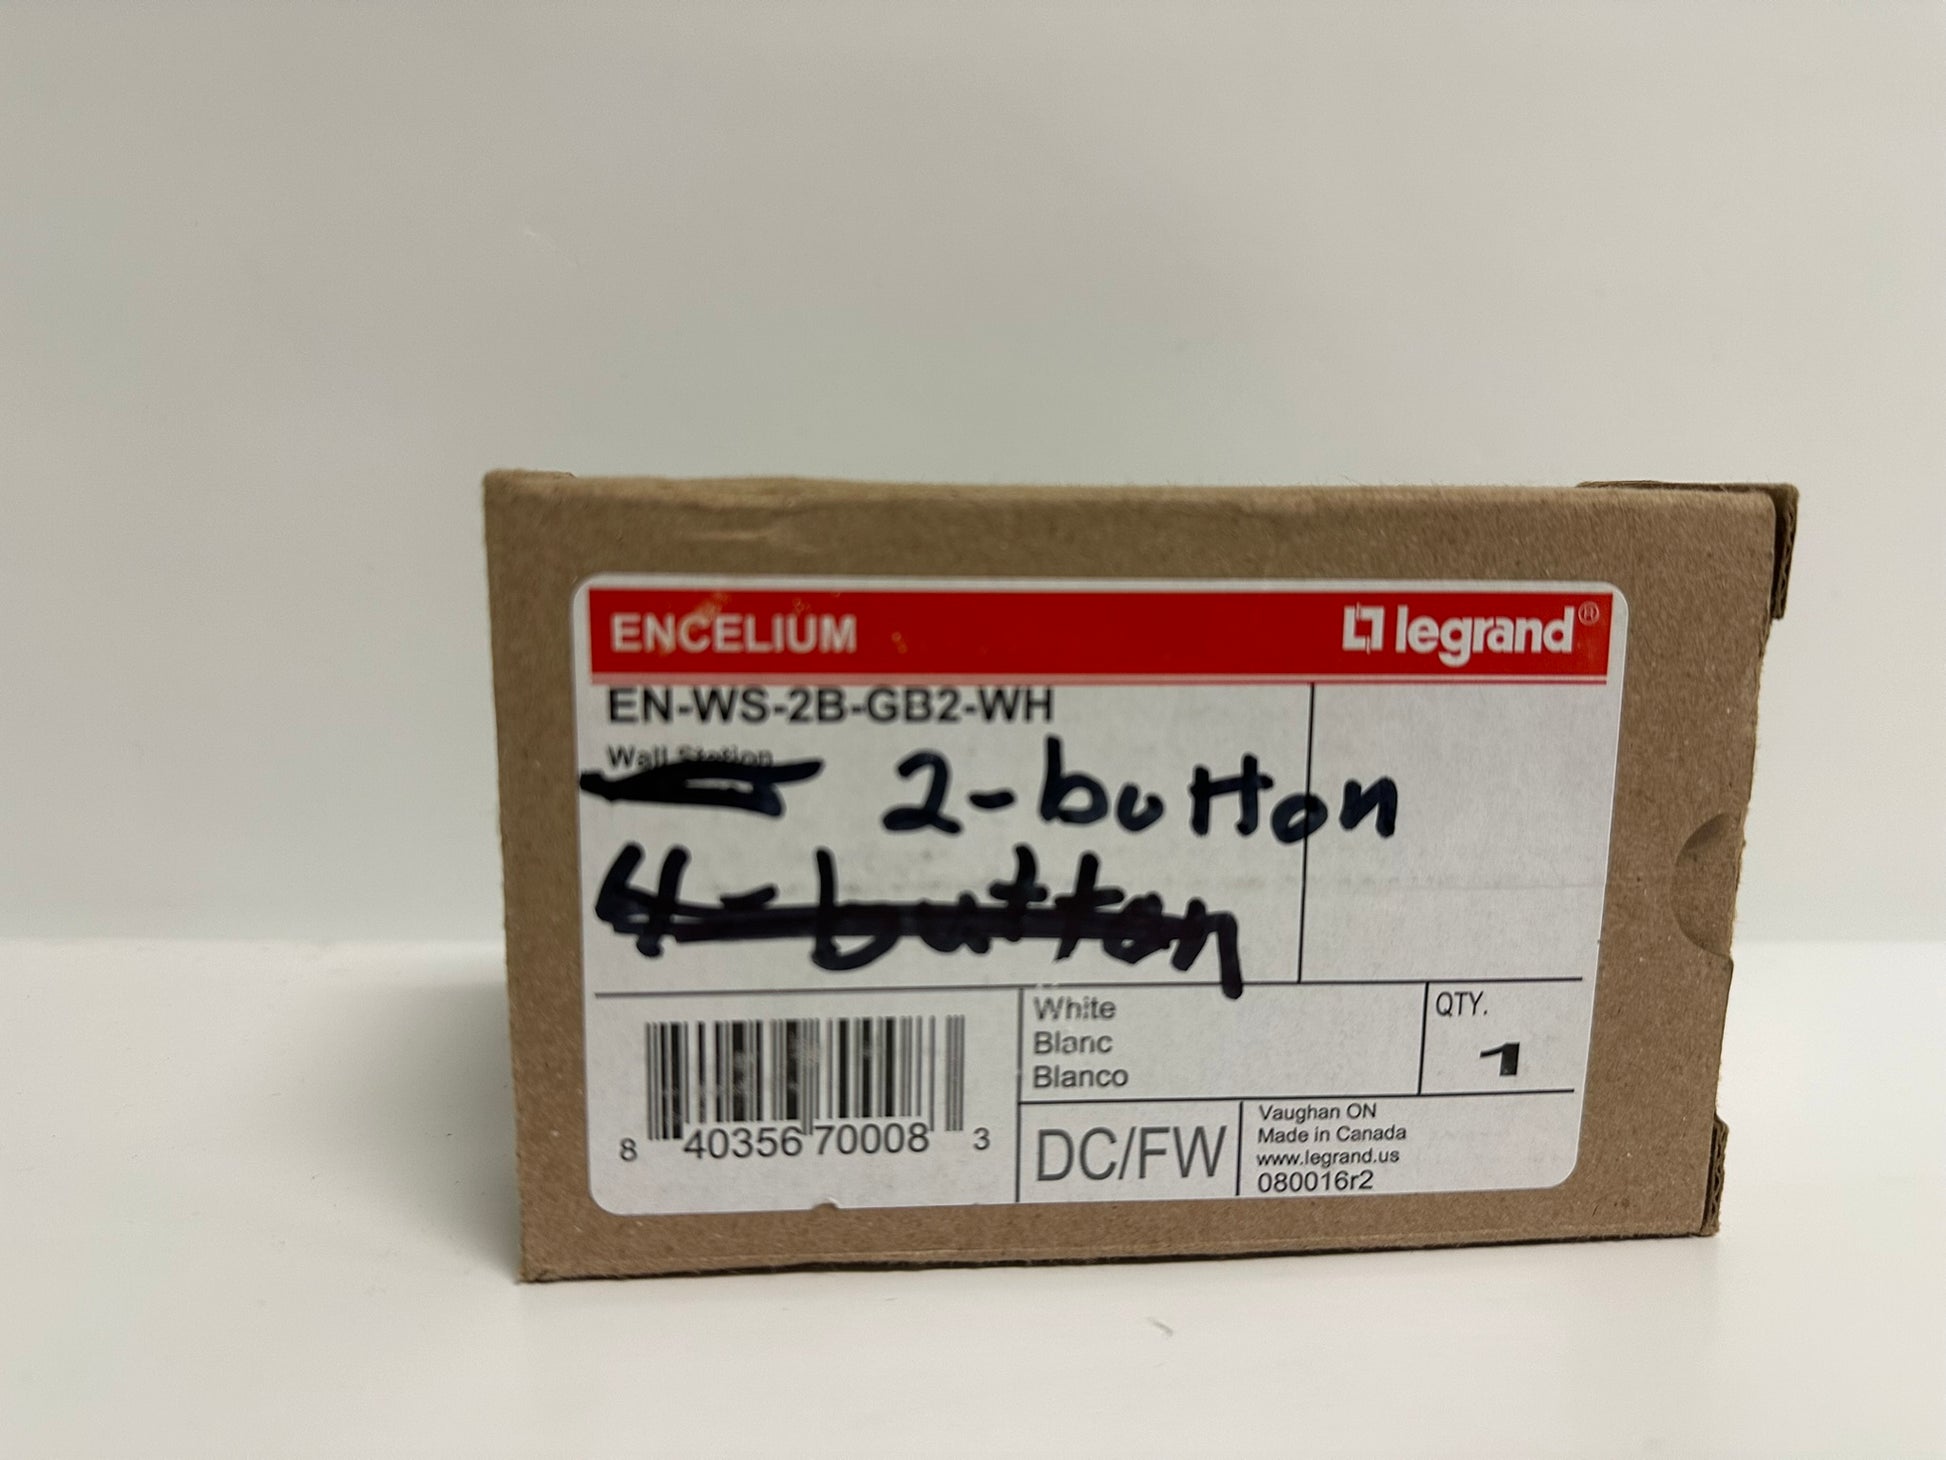 ENCELIUM
legrand®
EN-WS-2B-GB2-WH
Wall Station
2-button
4-button
White
Blanc
Blanco
QTY.
1
8 40356 70008 3
DC/FW
Vaughan ON
Made in Canada
www.legrand.us
080016r2